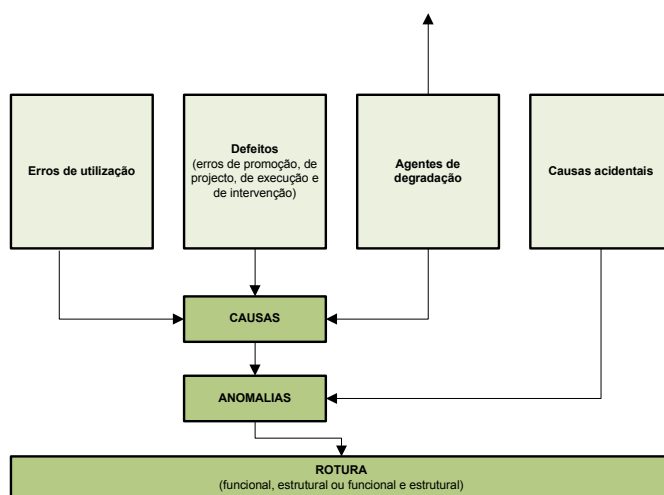 Erros de utilização
Defeitos
(erros de promoção, de
projecto, de execução e
de intervenção)
Agentes de
degradação
Causas acidentais
CAUSAS
ANOMALIAS
ROTURA
(funcional, estrutural ou funcional e estrutural)